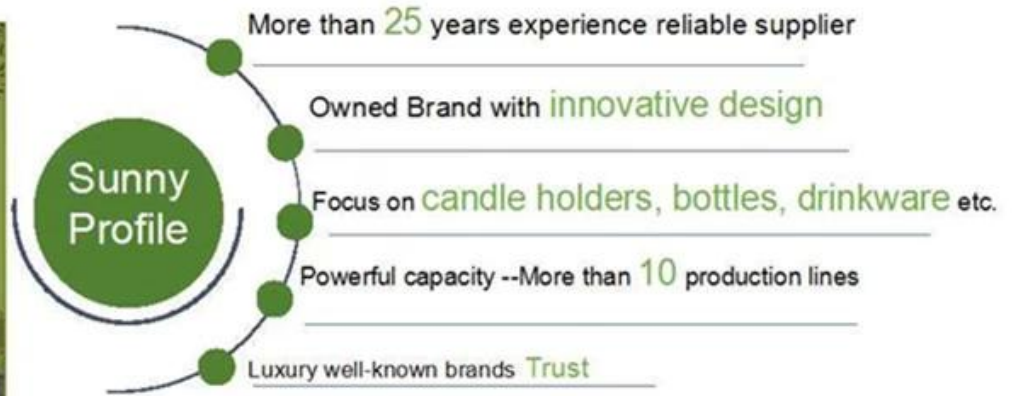 Sunny
Profile
More than 25 years experience reliable supplier
Owned Brand with innovative design
Focus on candle holders, bottles, drinkware etc.
Powerful capacity --More than 10 production lines
Luxury well-known brands Trust